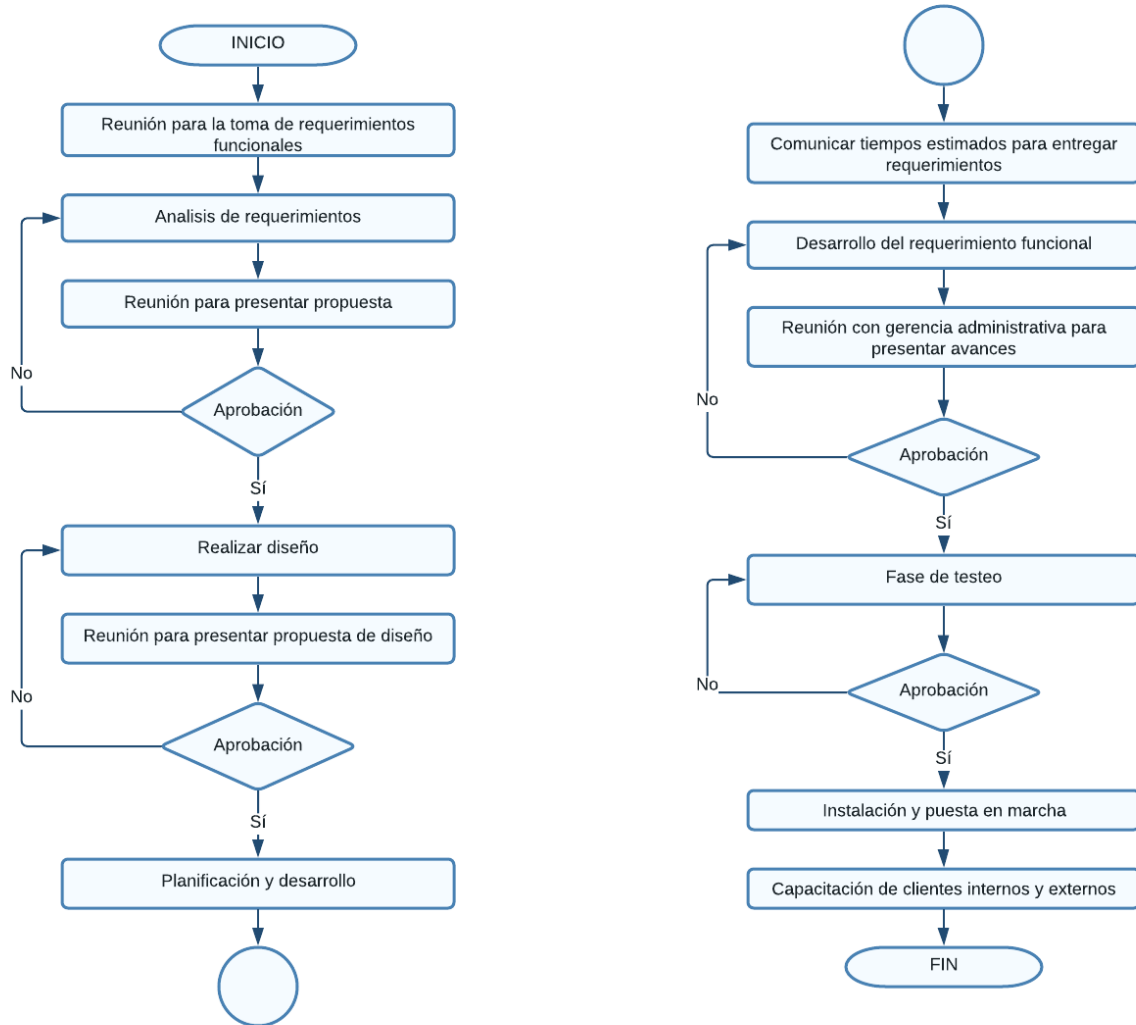 INICIO
Reunión para la toma de requerimientos
funcionales
Analisis de requerimientos
Reunión para presentar propuesta
No
Aprobación
Sí
Realizar diseño
Reunión para presentar propuesta de diseño
No
Aprobación
Sí
Planificación y desarrollo
Comunicar tiempos estimados para entregar
requerimientos
Desarrollo del requerimiento funcional
Reunión con gerencia administrativa para
presentar avances
No
Aprobación
Sí
Fase de testeo
No
Aprobación
Sí
Instalación y puesta en marcha
Capacitación de clientes internos y externos
FIN